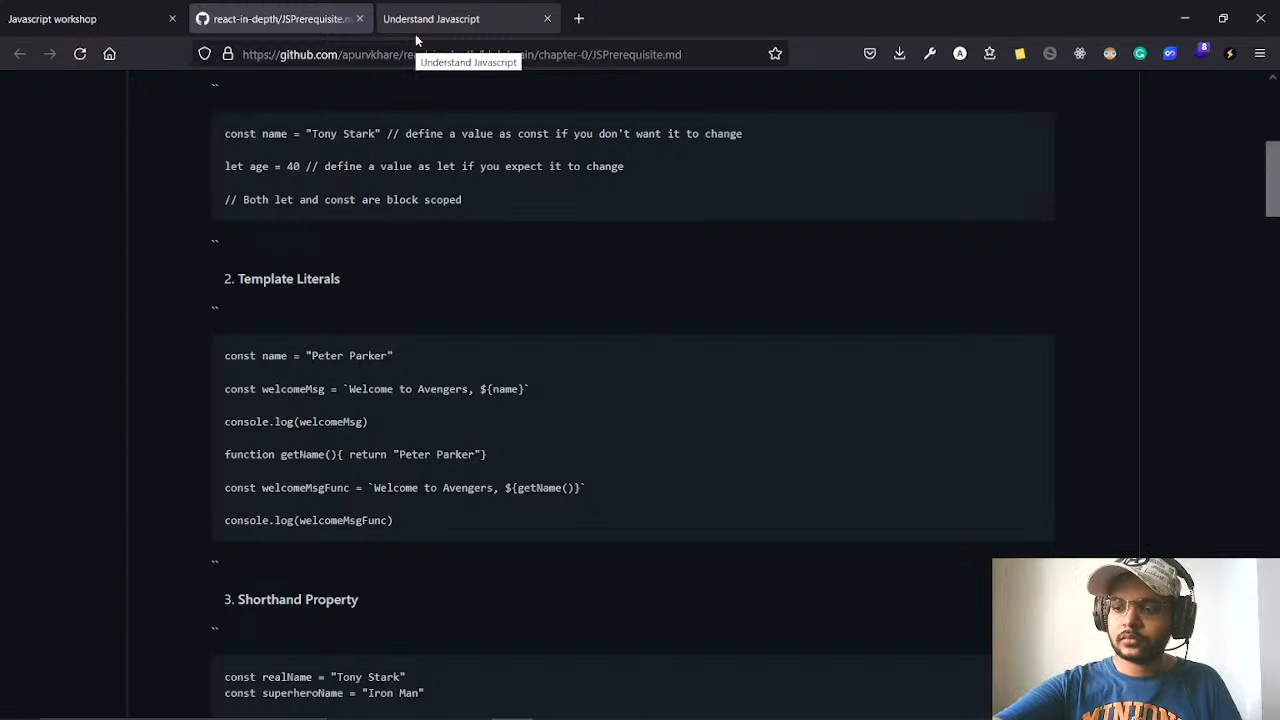 Javascript workshop
react-in-depth/JSPrerequisite.m
Understand Javascript
https://github.com/apurvkhare/re
ain/chapter-0/JSPrerequisite.md
8
A
Understand Javascript
``
const name = "Tony Stark" // define a value as const if you don't want it to change
let age = 40 // define a value as let if you expect it to change
// Both let and const are block scoped
``
2. Template Literals
``
const name = "Peter Parker"
const welcomeMsg = `Welcome to Avengers, ${name}`
console.log(welcomeMsg)
function getName(){ return "Peter Parker"}
const welcomeMsgFunc = `Welcome to Avengers, ${getName()}`
console.log(welcomeMsgFunc)
``
3. Shorthand Property
``
const realName = "Tony Stark"
const superheroName = "Iron Man"
MINIONS